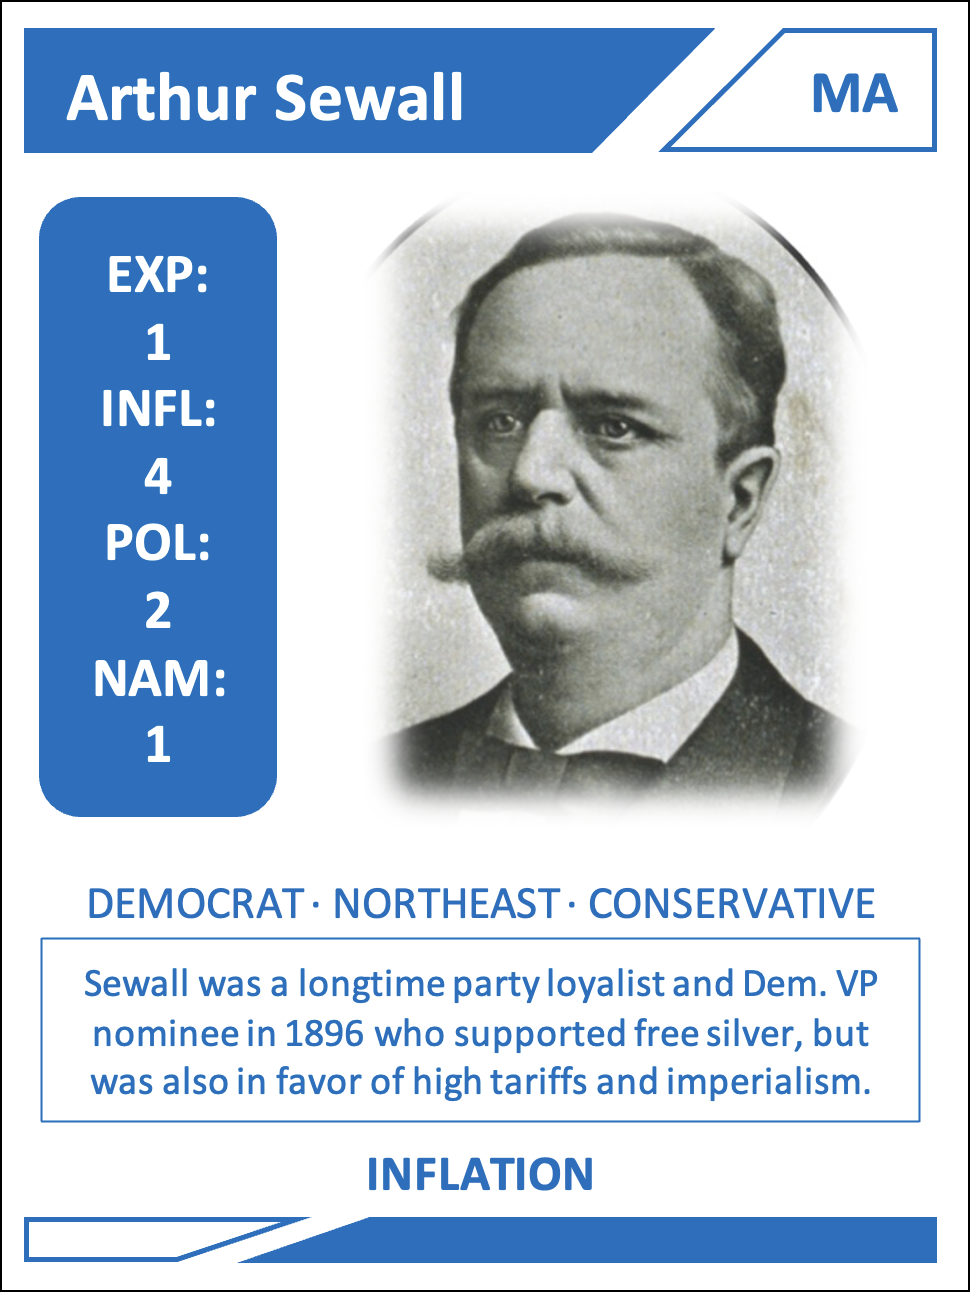 Arthur Sewall
MA
EXP:
1
INFL:
4
POL:
2
NAM:
1
DEMOCRAT · NORTHEAST · CONSERVATIVE
Sewall was a longtime party loyalist and Dem. VP
nominee in 1896 who supported free silver, but
was also in favor of high tariffs and imperialism.
INFLATION